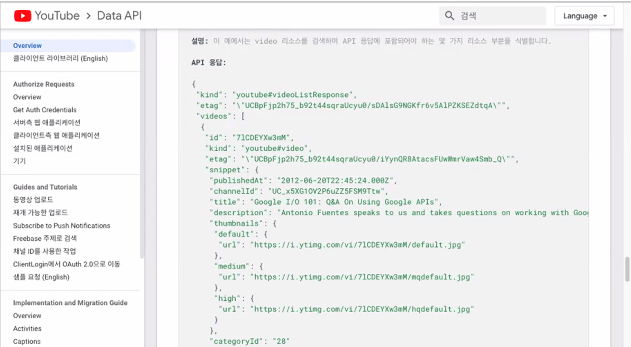 YouTube > Data API
검색
Language
Overview
클라이언트 라이브러리 (English)
Authorize Requests
Overview
Get Auth Credentials
서버측 웹 애플리케이션
클라이언트측 웹 애플리케이션
설치된 애플리케이션
기기
Guides and Tutorials
동영상 업로드
재개 가능한 업로드
Subscribe to Push Notifications
Freebase 주제로 검색
채널 ID를 사용한 작업
ClientLogin에서 OAuth 2.0으로 이동
샘플 요청 (English)
Implementation and Migration Guide
Overview
Activities
Captions
설명: 이 예에서는 video 리소스를 검색하며 API 응답에 포함되어야 하는 몇 가지 리소스 부분을 식별합니다.
API 응답:
{
"kind": "youtube#videoListResponse",
"etag": "\"UCBpFjp2h75_b92t44sqraUcyu0/sDAlsG9NGKfr6v5AlPZKSEZdtqA\"",
"videos": [
{
"id": "7lCDEYXw3mM",
"kind": "youtube#video",
"etag": "\"UCBpFjp2h75_b92t44sqraUcyu0/iYynQR8AtacsFUwWmrVaw4Smb_Q\"",
"snippet": {
"publishedAt": "2012-06-20T22:45:24.000Z",
"channelId": "UC_x5XG1OV2P6uZZ5FSM9Ttw",
"title": "Google I/O 101: Q&A On Using Google APIs",
"description": "Antonio Fuentes speaks to us and takes questions on working with Goog
"thumbnails": {
"default": {
"url": "https://i.ytimg.com/vi/7lCDEYXw3mM/default.jpg"
},
"medium": {
"url": "https://i.ytimg.com/vi/7lCDEYXw3mM/mqdefault.jpg"
},
"high": {
"url": "https://i.ytimg.com/vi/7lCDEYXw3mM/hqdefault.jpg"
}
},
"categoryId": "28"